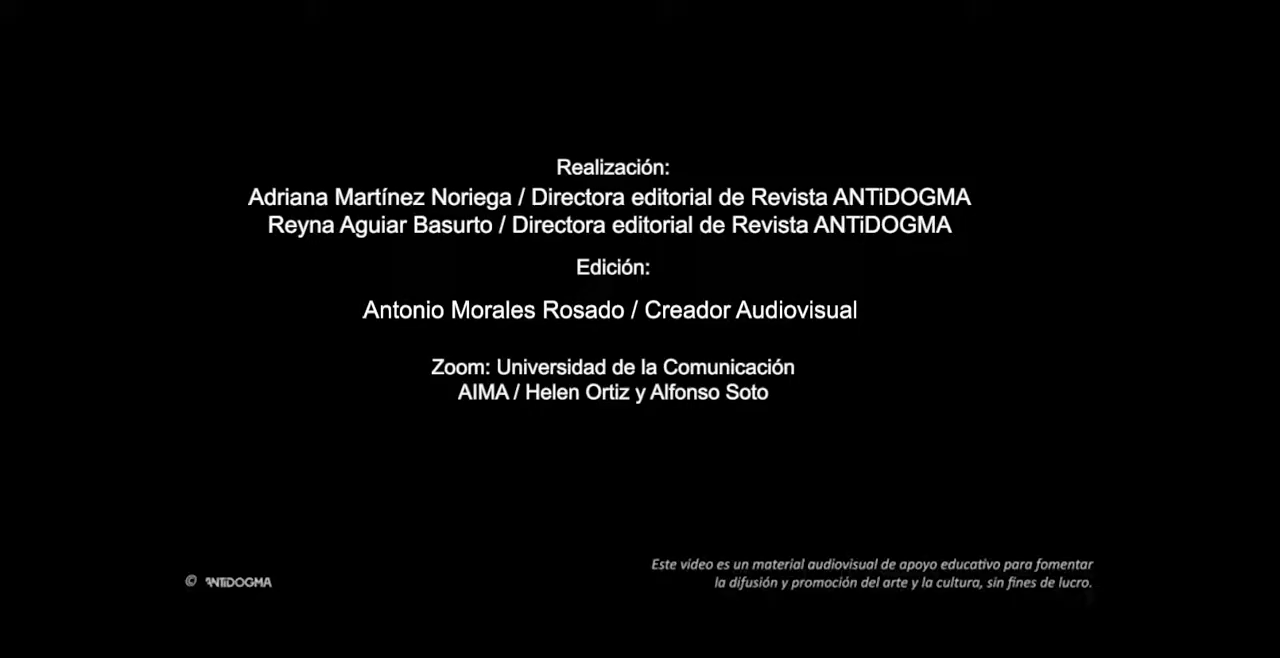 Realización:
Adriana Martínez Noriega / Directora editorial de Revista ANTiDOGMA
Reyna Aguiar Basurto / Directora editorial de Revista ANTiDOGMA
Edición:
Antonio Morales Rosado / Creador Audiovisual
Zoom: Universidad de la Comunicación
AIMA / Helen Ortiz y Alfonso Soto
Este video es un material audiovisual de apoyo educativo para fomentar
la difusión y promoción del arte y la cultura, sin fines de lucro.
© ANTiDOGMA